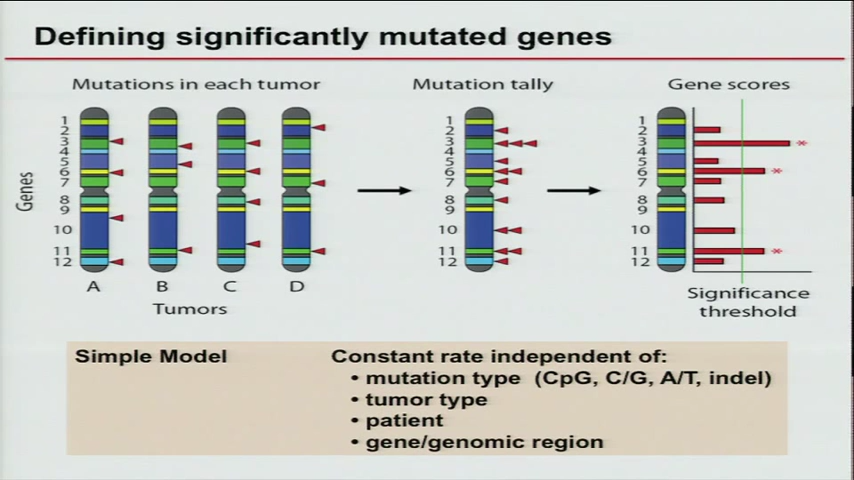 Defining significantly mutated genes
Mutations in each tumor
Mutation tally
Gene scores
Genes
1
2
3
4
5
6
7
8
9
10
11
12
A B C D
Tumors
1
2
3
4
5
6
7
8
9
10
11
12
1
2
3
4
5
6
7
8
9
10
11
12
*
*
*
Significance
threshold
Simple Model
Constant rate independent of:
• mutation type (CpG, C/G, A/T, indel)
• tumor type
• patient
• gene/genomic region